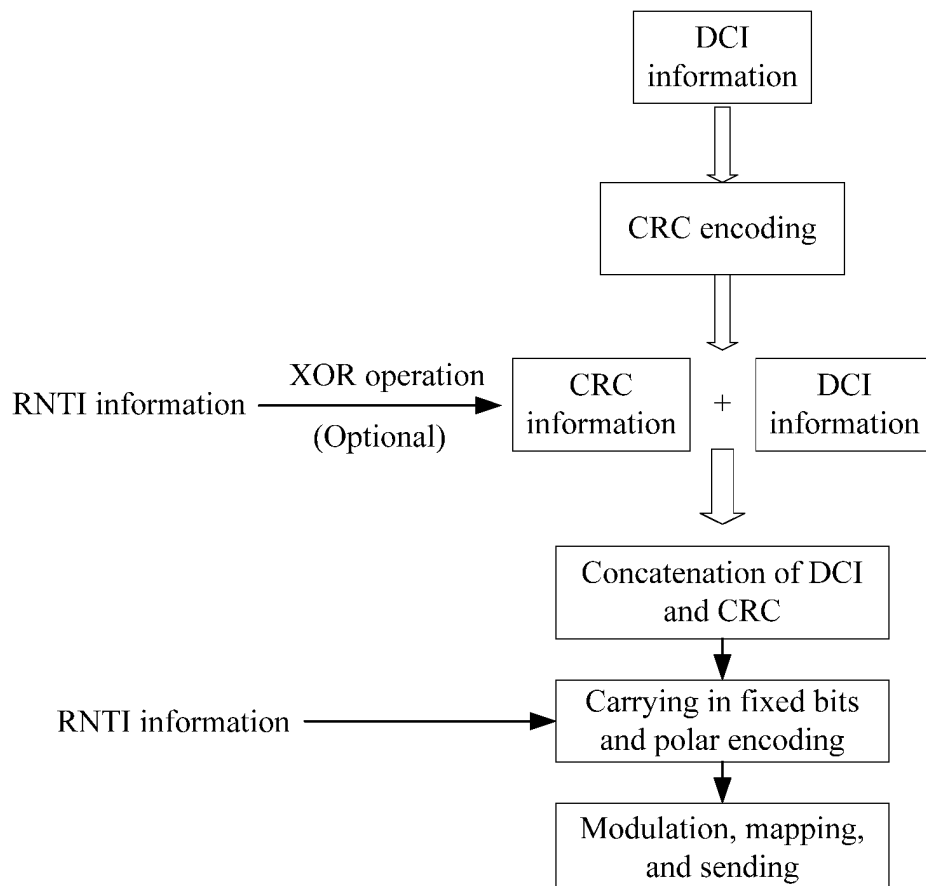 DCI
information
CRC encoding
XOR operation
RNTI information
(Optional)
CRC
information
+
DCI
information
Concatenation of DCI
and CRC
RNTI information
Carrying in fixed bits
and polar encoding
Modulation, mapping,
and sending